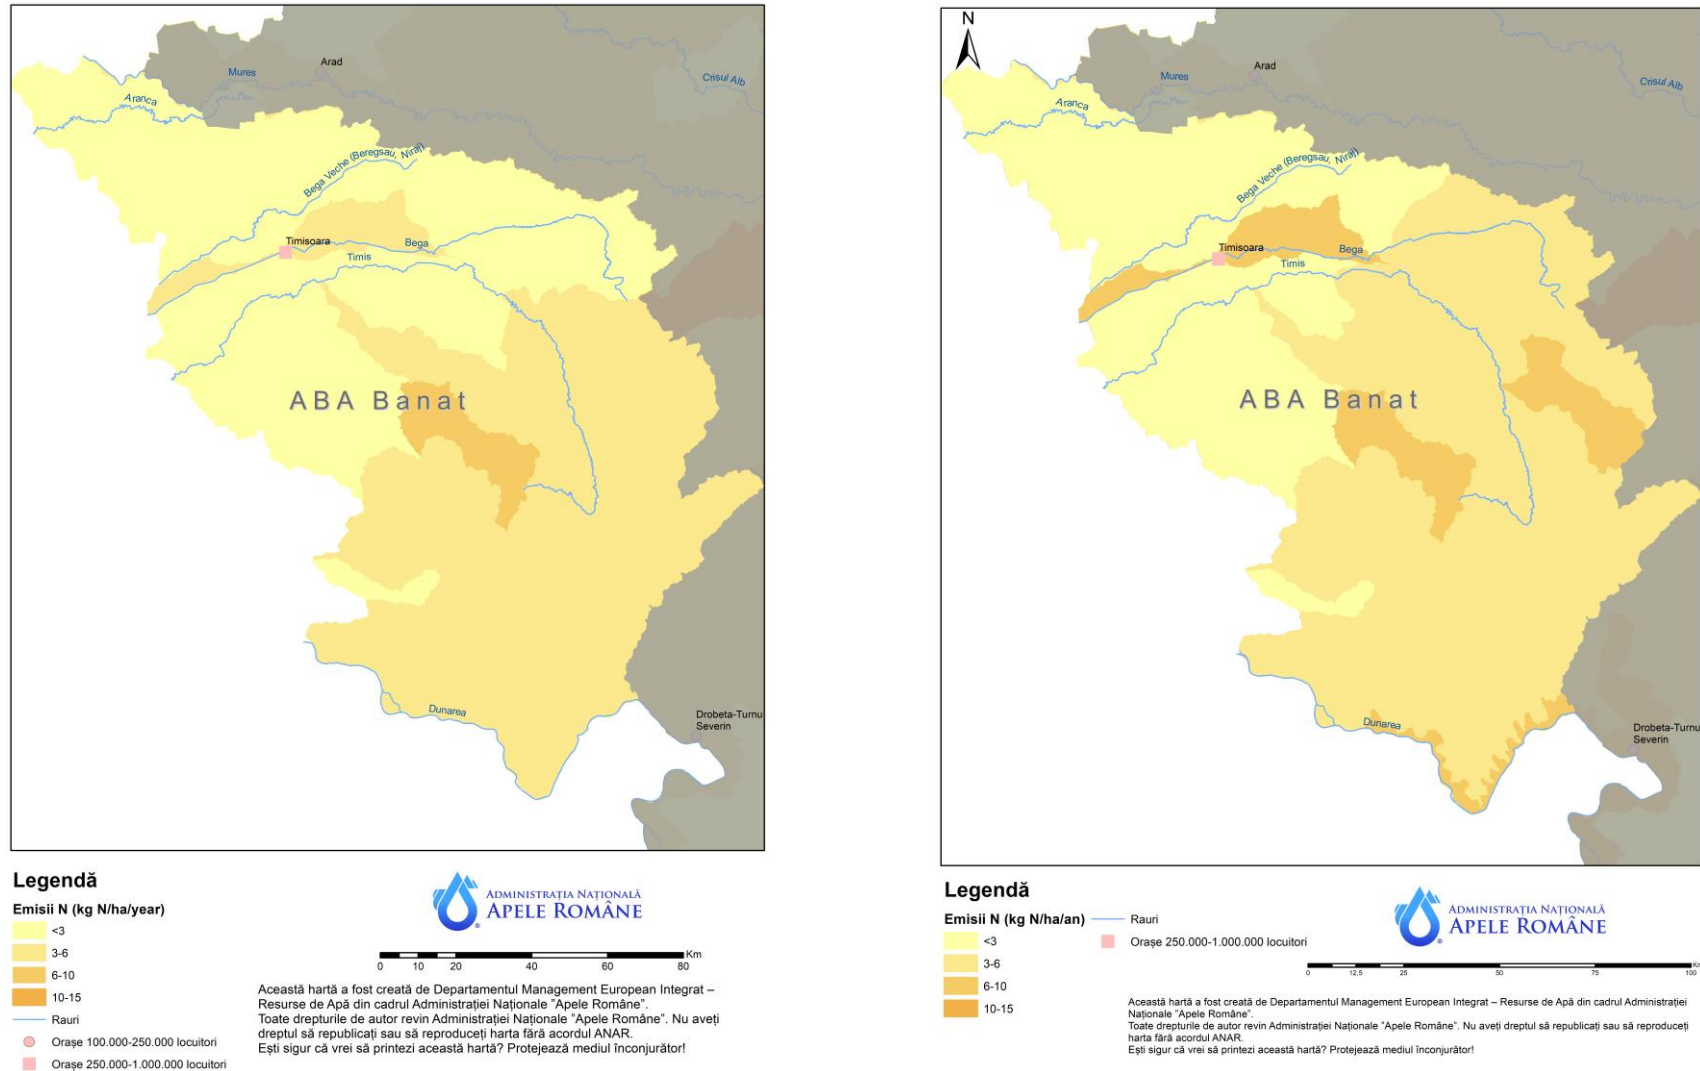 Arad
Mures
Crisul Alb
Aranca
Bega Veche (Beregsau, Niraj)
Timisoara
Bega
Timis
ABA Banat
Dunarea
Drobeta-Turnu
Severin
Legendă
Emisii N (kg N/ha/year)
<3
3-6
6-10
10-15
Rauri
Orașe 100.000-250.000 locuitori
Orașe 250.000-1.000.000 locuitori
ADMINISTRAȚIA NAȚIONALĂ
APELE ROMÂNE
®
Km
0 10 20 40 60 80
Această hartă a fost creată de Departamentul Management European Integrat –
Resurse de Apă din cadrul Administrației Naționale "Apele Române".
Toate drepturile de autor revin Administrației Naționale "Apele Române". Nu aveți
dreptul să republicați sau să reproduceți harta fără acordul ANAR.
Ești sigur că vrei să printezi această hartă? Protejează mediul înconjurător!
N
Arad
Mures
Crisul Alb
Aranca
Bega Veche (Beregsau, Niraj)
Timisoara
Bega
Timis
ABA Banat
Dunarea
Drobeta-Turnu
Severin
Legendă
Emisii N (kg N/ha/an)
<3
3-6
6-10
10-15
Rauri
Orașe 250.000-1.000.000 locuitori
ADMINISTRAȚIA NAȚIONALĂ
APELE ROMÂNE
®
Km
0 12,5 25 50 75 100
Această hartă a fost creată de Departamentul Management European Integrat – Resurse de Apă din cadrul Administrației
Naționale "Apele Române".
Toate drepturile de autor revin Administrației Naționale "Apele Române". Nu aveți dreptul să republicați sau să reproduceți
harta fără acordul ANAR.
Ești sigur că vrei să printezi această hartă? Protejează mediul înconjurător!